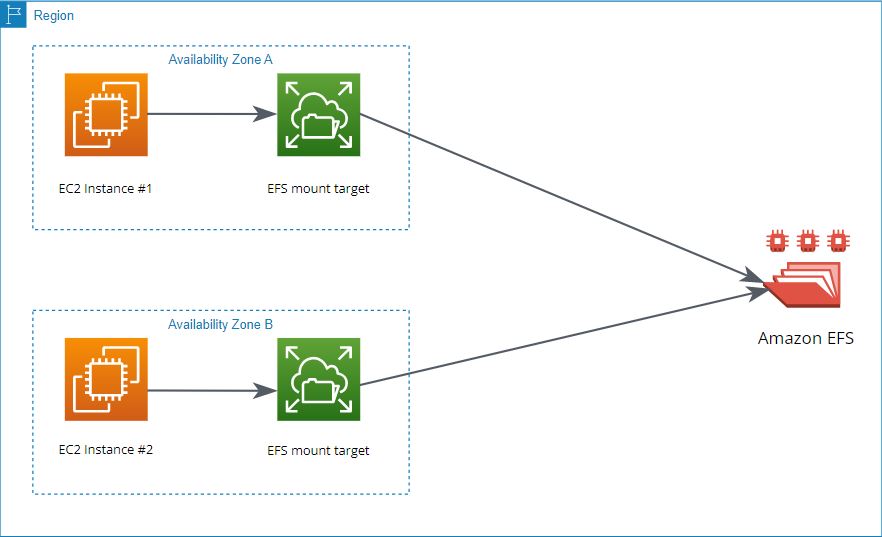 Region
Availability Zone A
EC2 Instance #1
EFS mount target
Availability Zone B
EC2 Instance #2
EFS mount target
Amazon EFS